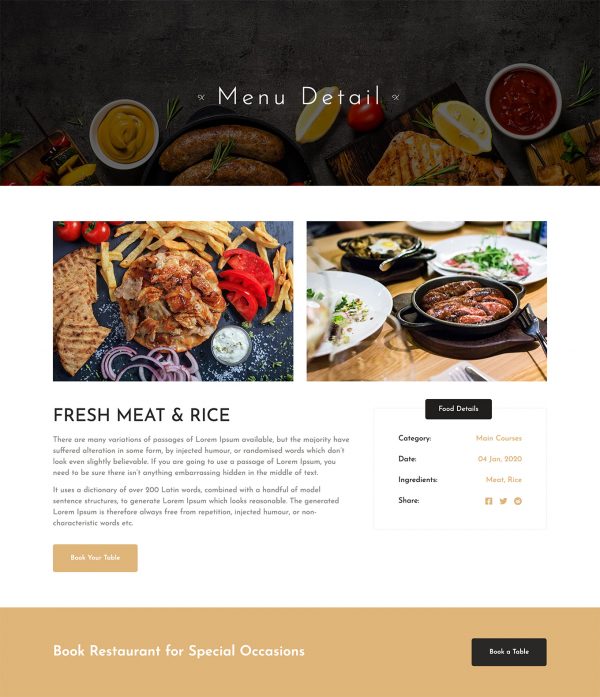 Menu Detail
FRESH MEAT & RICE
There are many variations of passages of Lorem Ipsum available, but the majority have
suffered alteration in some form, by injected humour, or randomised words which don't
look even slightly believable. If you are going to use a passage of Lorem Ipsum, you
need to be sure there isn't anything embarrassing hidden in the middle of text.
It uses a dictionary of over 200 Latin words, combined with a handful of model
sentence structures, to generate Lorem Ipsum which looks reasonable. The generated
Lorem Ipsum is therefore always free from repetition, injected humour, or non-
characteristic words etc.
Book Your Table
Food Details
Category: Main Courses
Date: 04 Jan, 2020
Ingredients: Meat, Rice
Share:
Book Restaurant for Special Occasions
Book a Table